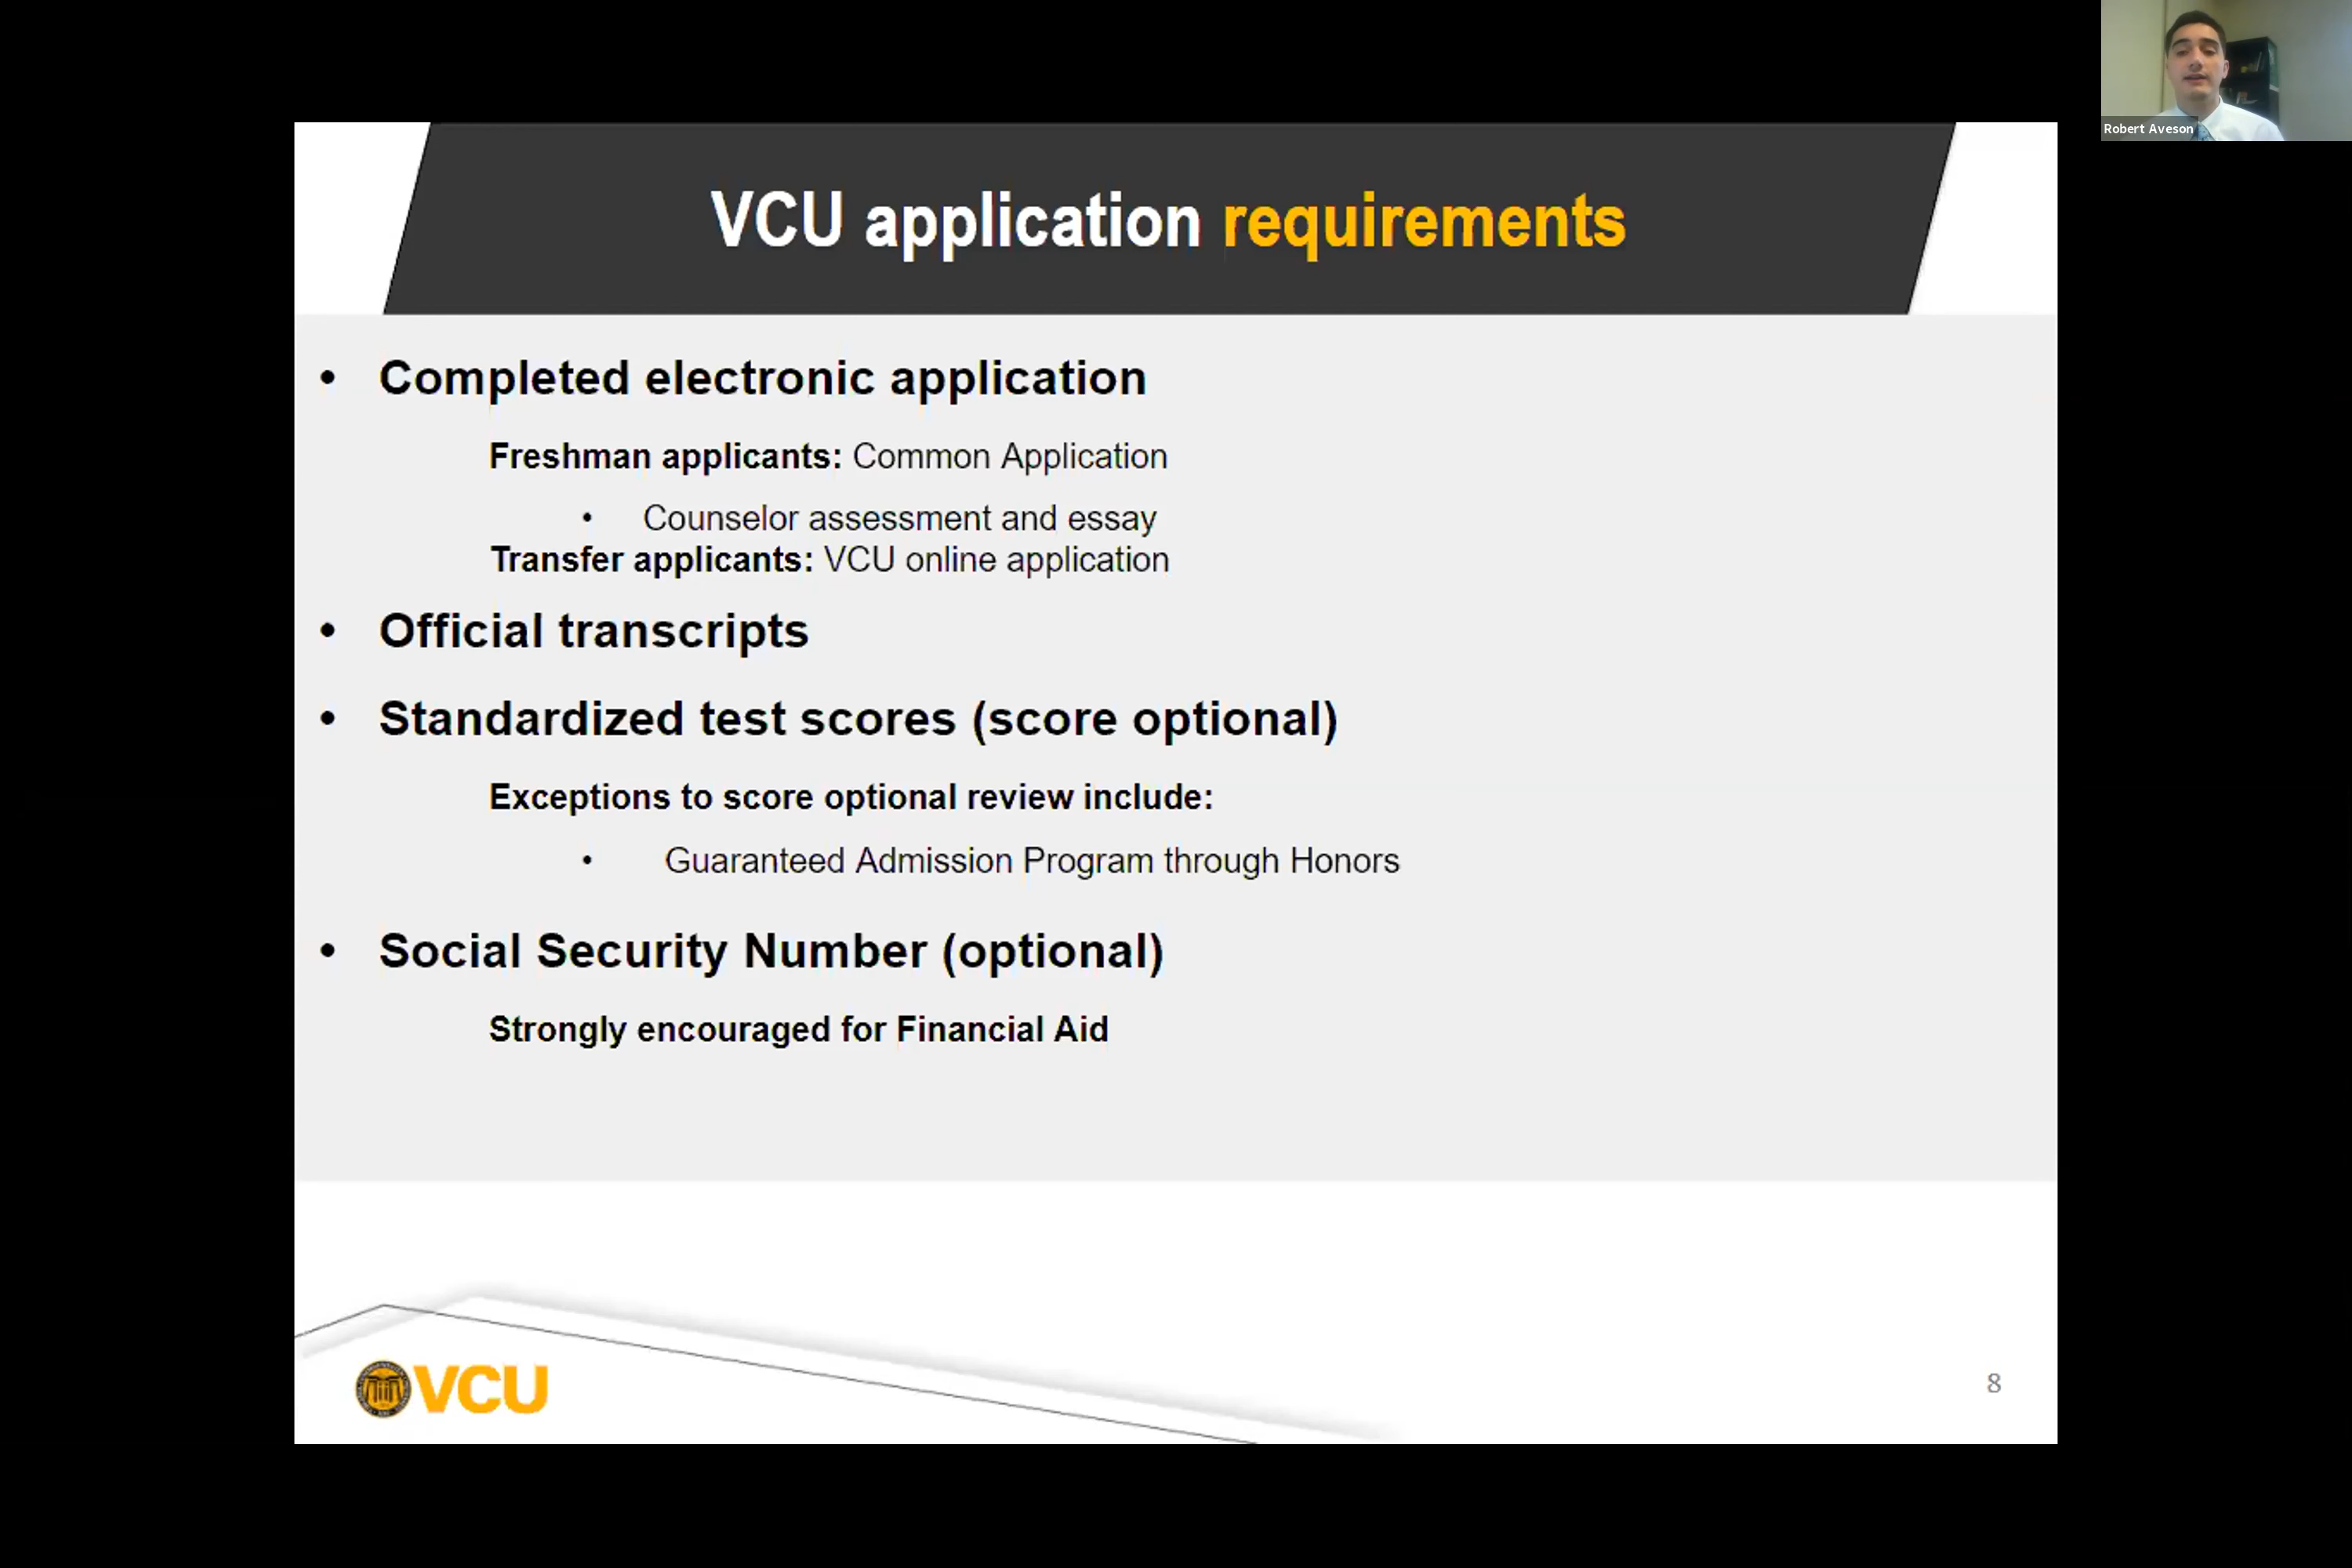 Robert Aveson
VCU application requirements
• Completed electronic application
Freshman applicants: Common Application
• Counselor assessment and essay
Transfer applicants: VCU online application
• Official transcripts
• Standardized test scores (score optional)
Exceptions to score optional review include:
• Guaranteed Admission Program through Honors
• Social Security Number (optional)
Strongly encouraged for Financial Aid
VCU
8